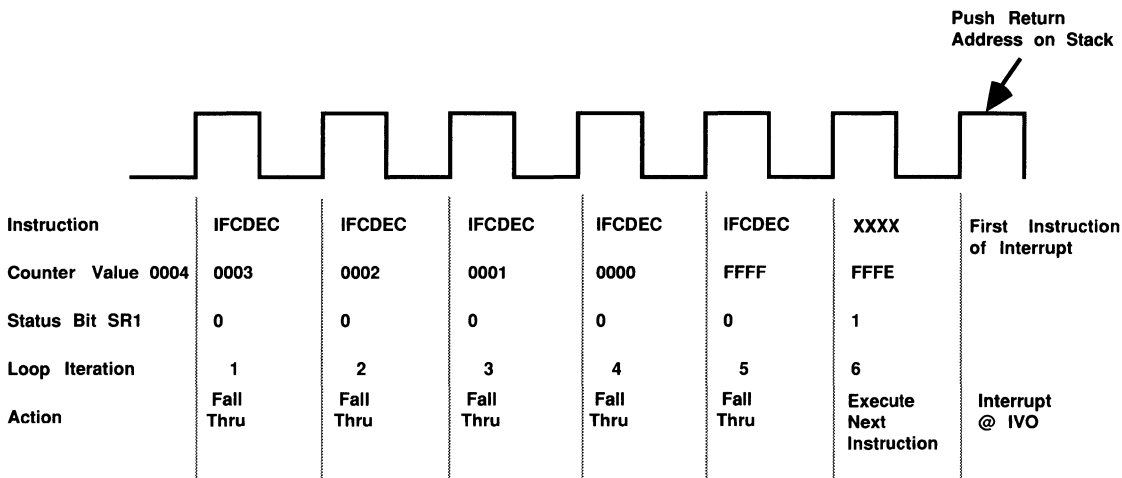 Push Return
Address on Stack
Instruction IFCDEC IFCDEC IFCDEC IFCDEC IFCDEC XXXX First Instruction
of Interrupt
Counter Value 0004 0003 0002 0001 0000 FFFF FFFE
Status Bit SR1 0 0 0 0 0 1
Loop Iteration 1 2 3 4 5 6
Action Fall Fall Fall Fall Fall Execute Interrupt
Thru Thru Thru Thru Thru Next @ IVO
Instruction